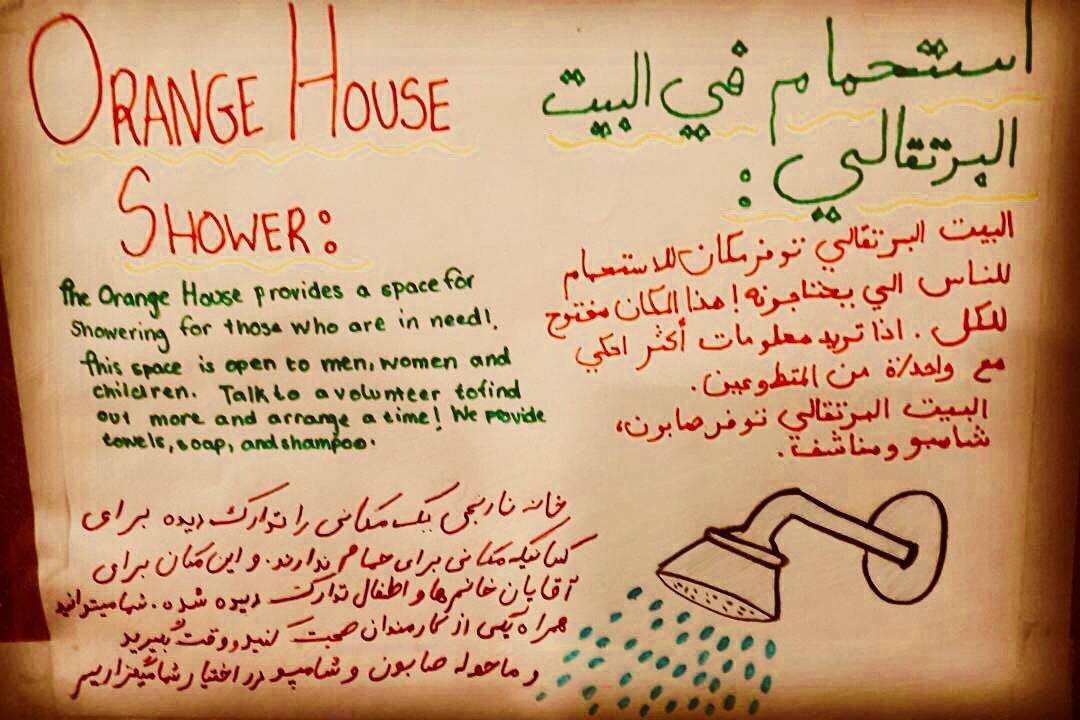 ORANGE HOUSE
SHOWER:
The Orange House provides a space for
showering for those who are in need!
This space is open to men, women and
children. Talk to a volunteer to find
out more and arrange a time! We povide
towels, soap, and shampoo.
استحمام في البيت
البرتقالي:
البيت البرتقالي توفر مكان للاستحمام
للناس الي يحتاجونه! هذا المكان مفتوح
للكل. اذا تريد معلومات أكثر احكي
مع واحد/ة من المتطوعين.
البيت البرتقالي توفر صابون،
شامبو ومناشف.
خانه نارنجی یک مکانی را تدارک دیده برای
کسانیکه مکانی برای حمام ندارند. و این مکان برای
آقایان خانم ها و اطفال تدارک دیده شده. شما میتوانید
همراه یکی از کارمندان صحبت کنید و وقت بگیرید
و ما حوله صابون و شامپو در اختیار شما میگذاریم